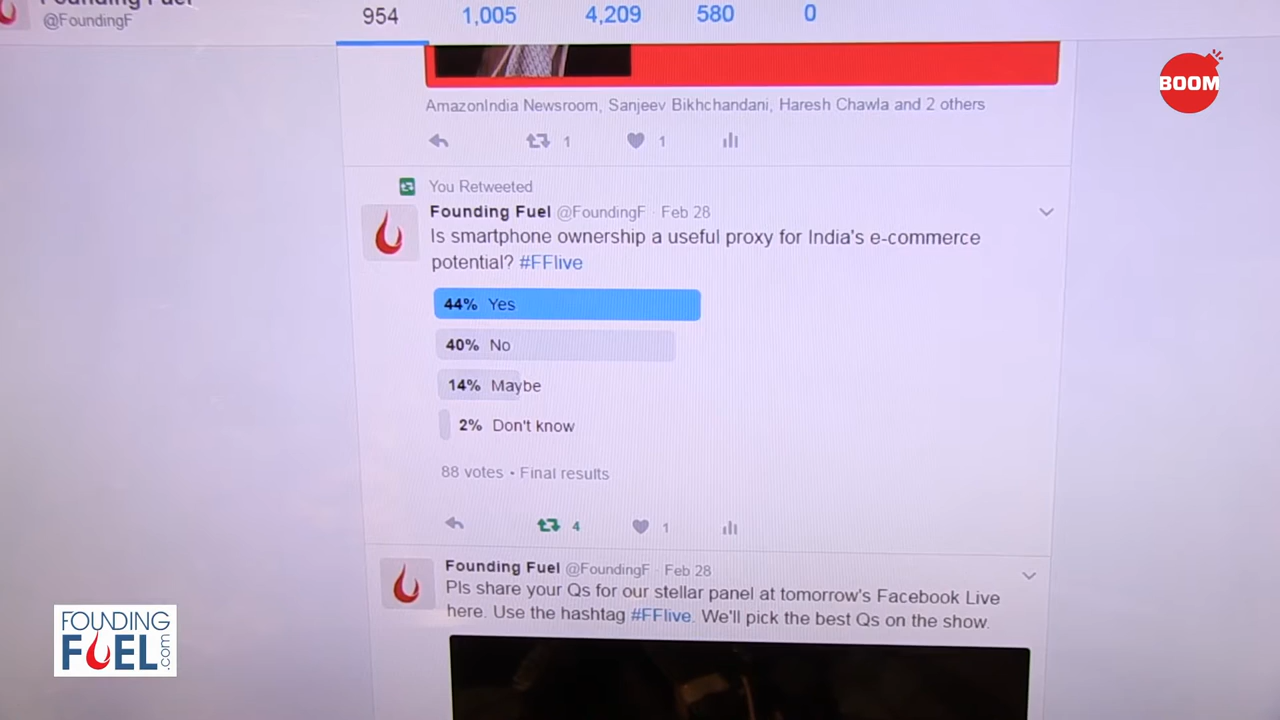 Founding Fuel
@FoundingF
954 1,005 4,209 580 0
BOOM
AmazonIndia Newsroom, Sanjeev Bikhchandani, Haresh Chawla and 2 others
1 1
You Retweeted
Founding Fuel @FoundingF · Feb 28
Is smartphone ownership a useful proxy for India's e-commerce
potential? #FFlive
44% Yes
40% No
14% Maybe
2% Don't know
88 votes • Final results
4 1
Founding Fuel @FoundingF · Feb 28
Pls share your Qs for our stellar panel at tomorrow's Facebook Live
here. Use the hashtag #FFlive. We'll pick the best Qs on the show.
FOUNDING
FUEL.com